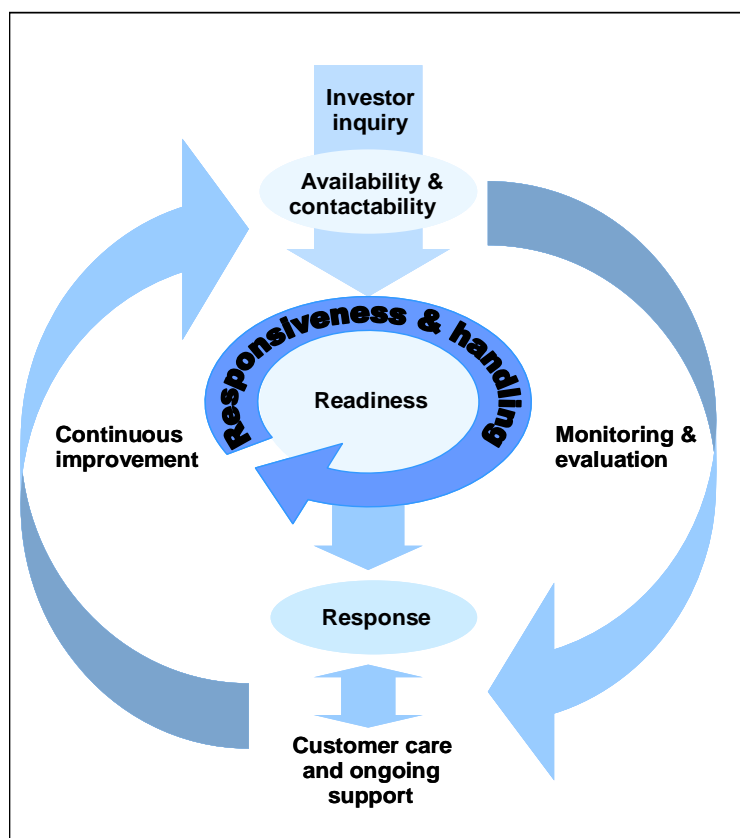 Investor
inquiry
Availability &
contactability
Responsiveness & handling
Readiness
Continuous
improvement
Monitoring &
evaluation
Response
Customer care
and ongoing
support